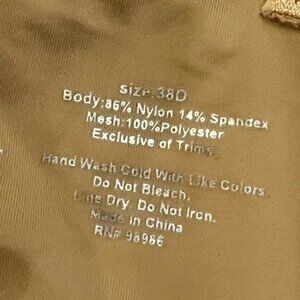 Size 38D
Body:86% Nylon 14% Spandex
Mesh:100%Polyester
Exclusive of Trims
Hand Wash Cold With Like Colors.
Do Not Bleach.
Line Dry. Do Not Iron.
Made in China
RN# 98966